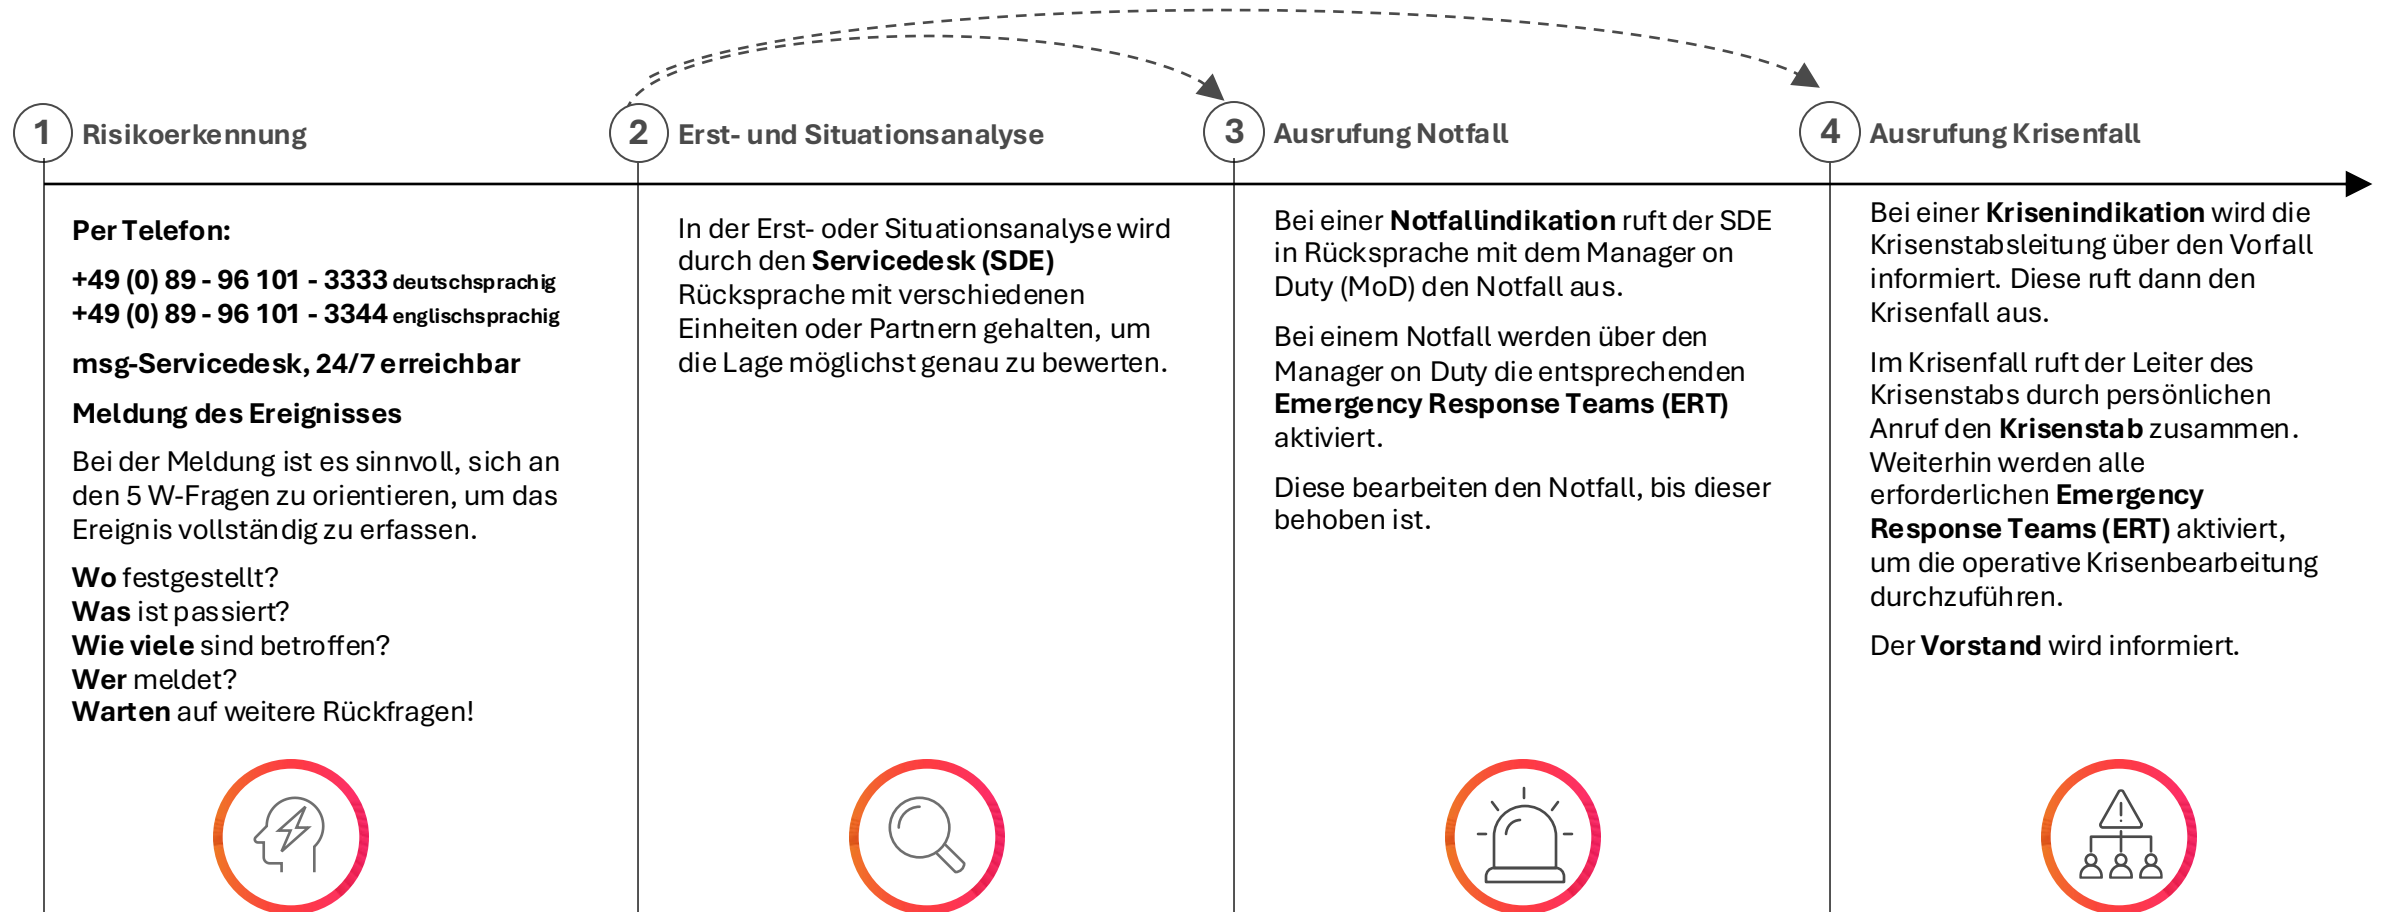 1 Risikoerkennung
Per Telefon:
+49 (0) 89 - 96 101 - 3333 deutschsprachig
+49 (0) 89 - 96 101 - 3344 englischsprachig
msg-Servicedesk, 24/7 erreichbar
Meldung des Ereignisses
Bei der Meldung ist es sinnvoll, sich an
den 5 W-Fragen zu orientieren, um das
Ereignis vollständig zu erfassen.
Wo festgestellt?
Was ist passiert?
Wie viele sind betroffen?
Wer meldet?
Warten auf weitere Rückfragen!
2 Erst- und Situationsanalyse
In der Erst- oder Situationsanalyse wird
durch den Servicedesk (SDE)
Rücksprache mit verschiedenen
Einheiten oder Partnern gehalten, um
die Lage möglichst genau zu bewerten.
3 Ausrufung Notfall
Bei einer Notfallindikation ruft der SDE
in Rücksprache mit dem Manager on
Duty (MoD) den Notfall aus.
Bei einem Notfall werden über den
Manager on Duty die entsprechenden
Emergency Response Teams (ERT)
aktiviert.
Diese bearbeiten den Notfall, bis dieser
behoben ist.
4 Ausrufung Krisenfall
Bei einer Krisenindikation wird die
Krisenstabsleitung über den Vorfall
informiert. Diese ruft dann den
Krisenfall aus.
Im Krisenfall ruft der Leiter des
Krisenstabs durch persönlichen
Anruf den Krisenstab zusammen.
Weiterhin werden alle
erforderlichen Emergency
Response Teams (ERT) aktiviert,
um die operative Krisenbearbeitung
durchzuführen.
Der Vorstand wird informiert.